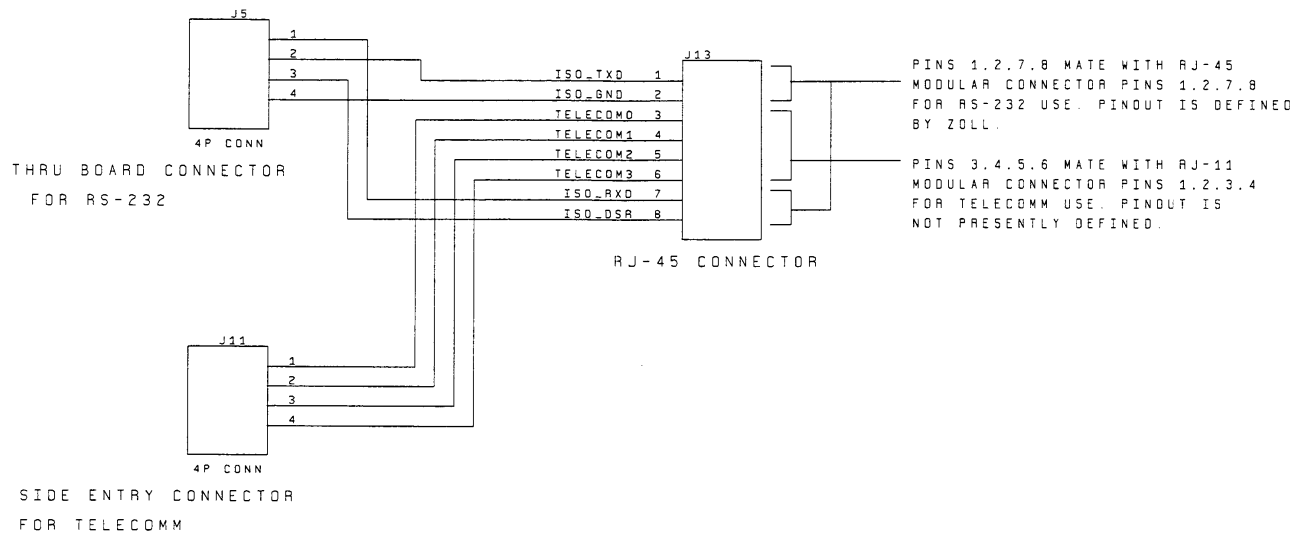 J5
1
2
3
4
4P CONN
THRU BOARD CONNECTOR
FOR RS-232
J13
ISO_TXD 1
ISO_GND 2
TELECOM0 3
TELECOM1 4
TELECOM2 5
TELECOM3 6
ISO_RXD 7
ISO_DSR 8
RJ-45 CONNECTOR
PINS 1,2,7,8 MATE WITH RJ-45
MODULAR CONNECTOR PINS 1,2,7,8
FOR RS-232 USE. PINOUT IS DEFINED
BY ZOLL.
PINS 3,4,5,6 MATE WITH RJ-11
MODULAR CONNECTOR PINS 1,2,3,4
FOR TELECOMM USE. PINOUT IS
NOT PRESENTLY DEFINED.
J11
1
2
3
4
4P CONN
SIDE ENTRY CONNECTOR
FOR TELECOMM